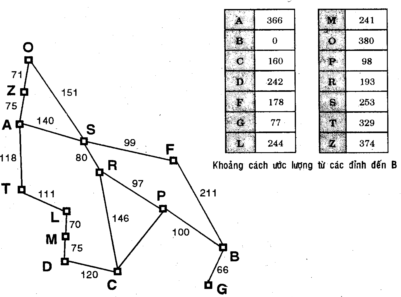 O
71
Z
75
151
A
140
S
99
F
80
R
118
97
T
111
L
146
P
211
70
M
100
75
B
D
120
C
66
G
A 366
B 0
C 160
D 242
F 178
G 77
L 244
M 241
O 380
P 98
R 193
S 253
T 329
Z 374
Khoảng cách ước lượng từ các đỉnh đến B